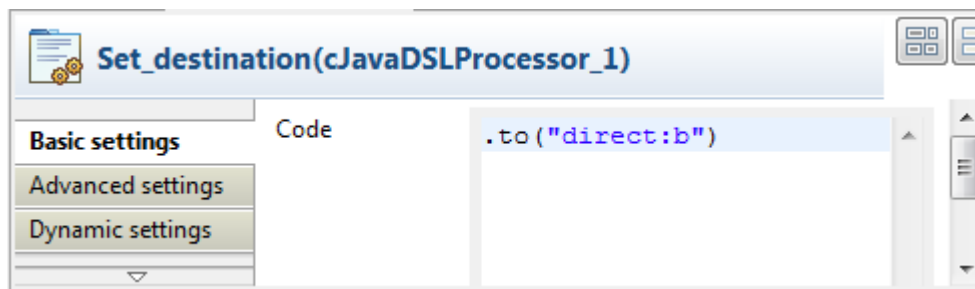 Set_destination(cJavaDSLProcessor_1)
Basic settings
Code
.to("direct:b")
Advanced settings
Dynamic settings